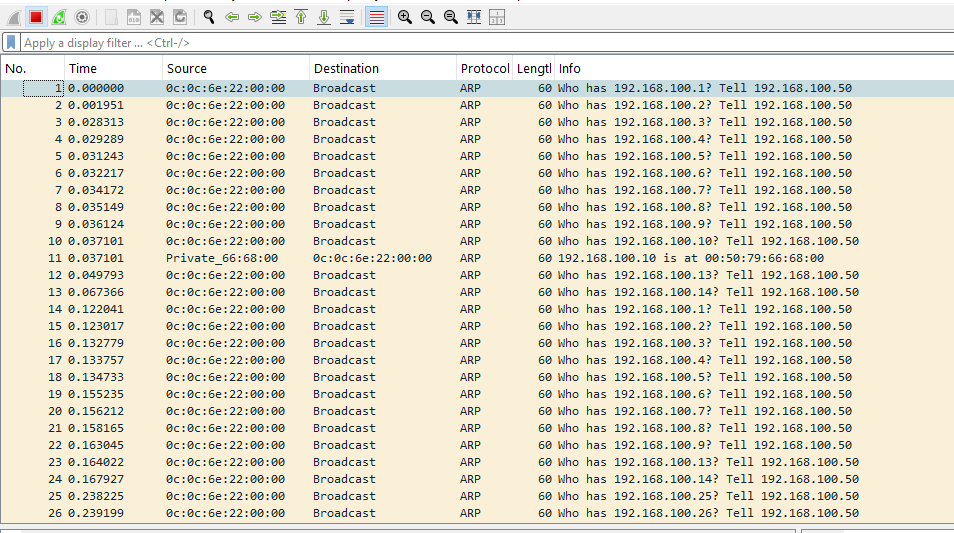 Apply a display filter ... <Ctrl-/>
No. Time Source Destination Protocol Lengtl Info
1 0.000000 0c:0c:6e:22:00:00 Broadcast ARP 60 Who has 192.168.100.1? Tell 192.168.100.50
2 0.001951 0c:0c:6e:22:00:00 Broadcast ARP 60 Who has 192.168.100.2? Tell 192.168.100.50
3 0.028313 0c:0c:6e:22:00:00 Broadcast ARP 60 Who has 192.168.100.3? Tell 192.168.100.50
4 0.029289 0c:0c:6e:22:00:00 Broadcast ARP 60 Who has 192.168.100.4? Tell 192.168.100.50
5 0.031243 0c:0c:6e:22:00:00 Broadcast ARP 60 Who has 192.168.100.5? Tell 192.168.100.50
6 0.032217 0c:0c:6e:22:00:00 Broadcast ARP 60 Who has 192.168.100.6? Tell 192.168.100.50
7 0.034172 0c:0c:6e:22:00:00 Broadcast ARP 60 Who has 192.168.100.7? Tell 192.168.100.50
8 0.035149 0c:0c:6e:22:00:00 Broadcast ARP 60 Who has 192.168.100.8? Tell 192.168.100.50
9 0.036124 0c:0c:6e:22:00:00 Broadcast ARP 60 Who has 192.168.100.9? Tell 192.168.100.50
10 0.037101 0c:0c:6e:22:00:00 Broadcast ARP 60 Who has 192.168.100.10? Tell 192.168.100.50
11 0.037101 Private_66:68:00 0c:0c:6e:22:00:00 ARP 60 192.168.100.10 is at 00:50:79:66:68:00
12 0.049793 0c:0c:6e:22:00:00 Broadcast ARP 60 Who has 192.168.100.13? Tell 192.168.100.50
13 0.067366 0c:0c:6e:22:00:00 Broadcast ARP 60 Who has 192.168.100.14? Tell 192.168.100.50
14 0.122041 0c:0c:6e:22:00:00 Broadcast ARP 60 Who has 192.168.100.1? Tell 192.168.100.50
15 0.123017 0c:0c:6e:22:00:00 Broadcast ARP 60 Who has 192.168.100.2? Tell 192.168.100.50
16 0.132779 0c:0c:6e:22:00:00 Broadcast ARP 60 Who has 192.168.100.3? Tell 192.168.100.50
17 0.133757 0c:0c:6e:22:00:00 Broadcast ARP 60 Who has 192.168.100.4? Tell 192.168.100.50
18 0.134733 0c:0c:6e:22:00:00 Broadcast ARP 60 Who has 192.168.100.5? Tell 192.168.100.50
19 0.155235 0c:0c:6e:22:00:00 Broadcast ARP 60 Who has 192.168.100.6? Tell 192.168.100.50
20 0.156212 0c:0c:6e:22:00:00 Broadcast ARP 60 Who has 192.168.100.7? Tell 192.168.100.50
21 0.158165 0c:0c:6e:22:00:00 Broadcast ARP 60 Who has 192.168.100.8? Tell 192.168.100.50
22 0.163045 0c:0c:6e:22:00:00 Broadcast ARP 60 Who has 192.168.100.9? Tell 192.168.100.50
23 0.164022 0c:0c:6e:22:00:00 Broadcast ARP 60 Who has 192.168.100.13? Tell 192.168.100.50
24 0.167927 0c:0c:6e:22:00:00 Broadcast ARP 60 Who has 192.168.100.14? Tell 192.168.100.50
25 0.238225 0c:0c:6e:22:00:00 Broadcast ARP 60 Who has 192.168.100.25? Tell 192.168.100.50
26 0.239199 0c:0c:6e:22:00:00 Broadcast ARP 60 Who has 192.168.100.26? Tell 192.168.100.50